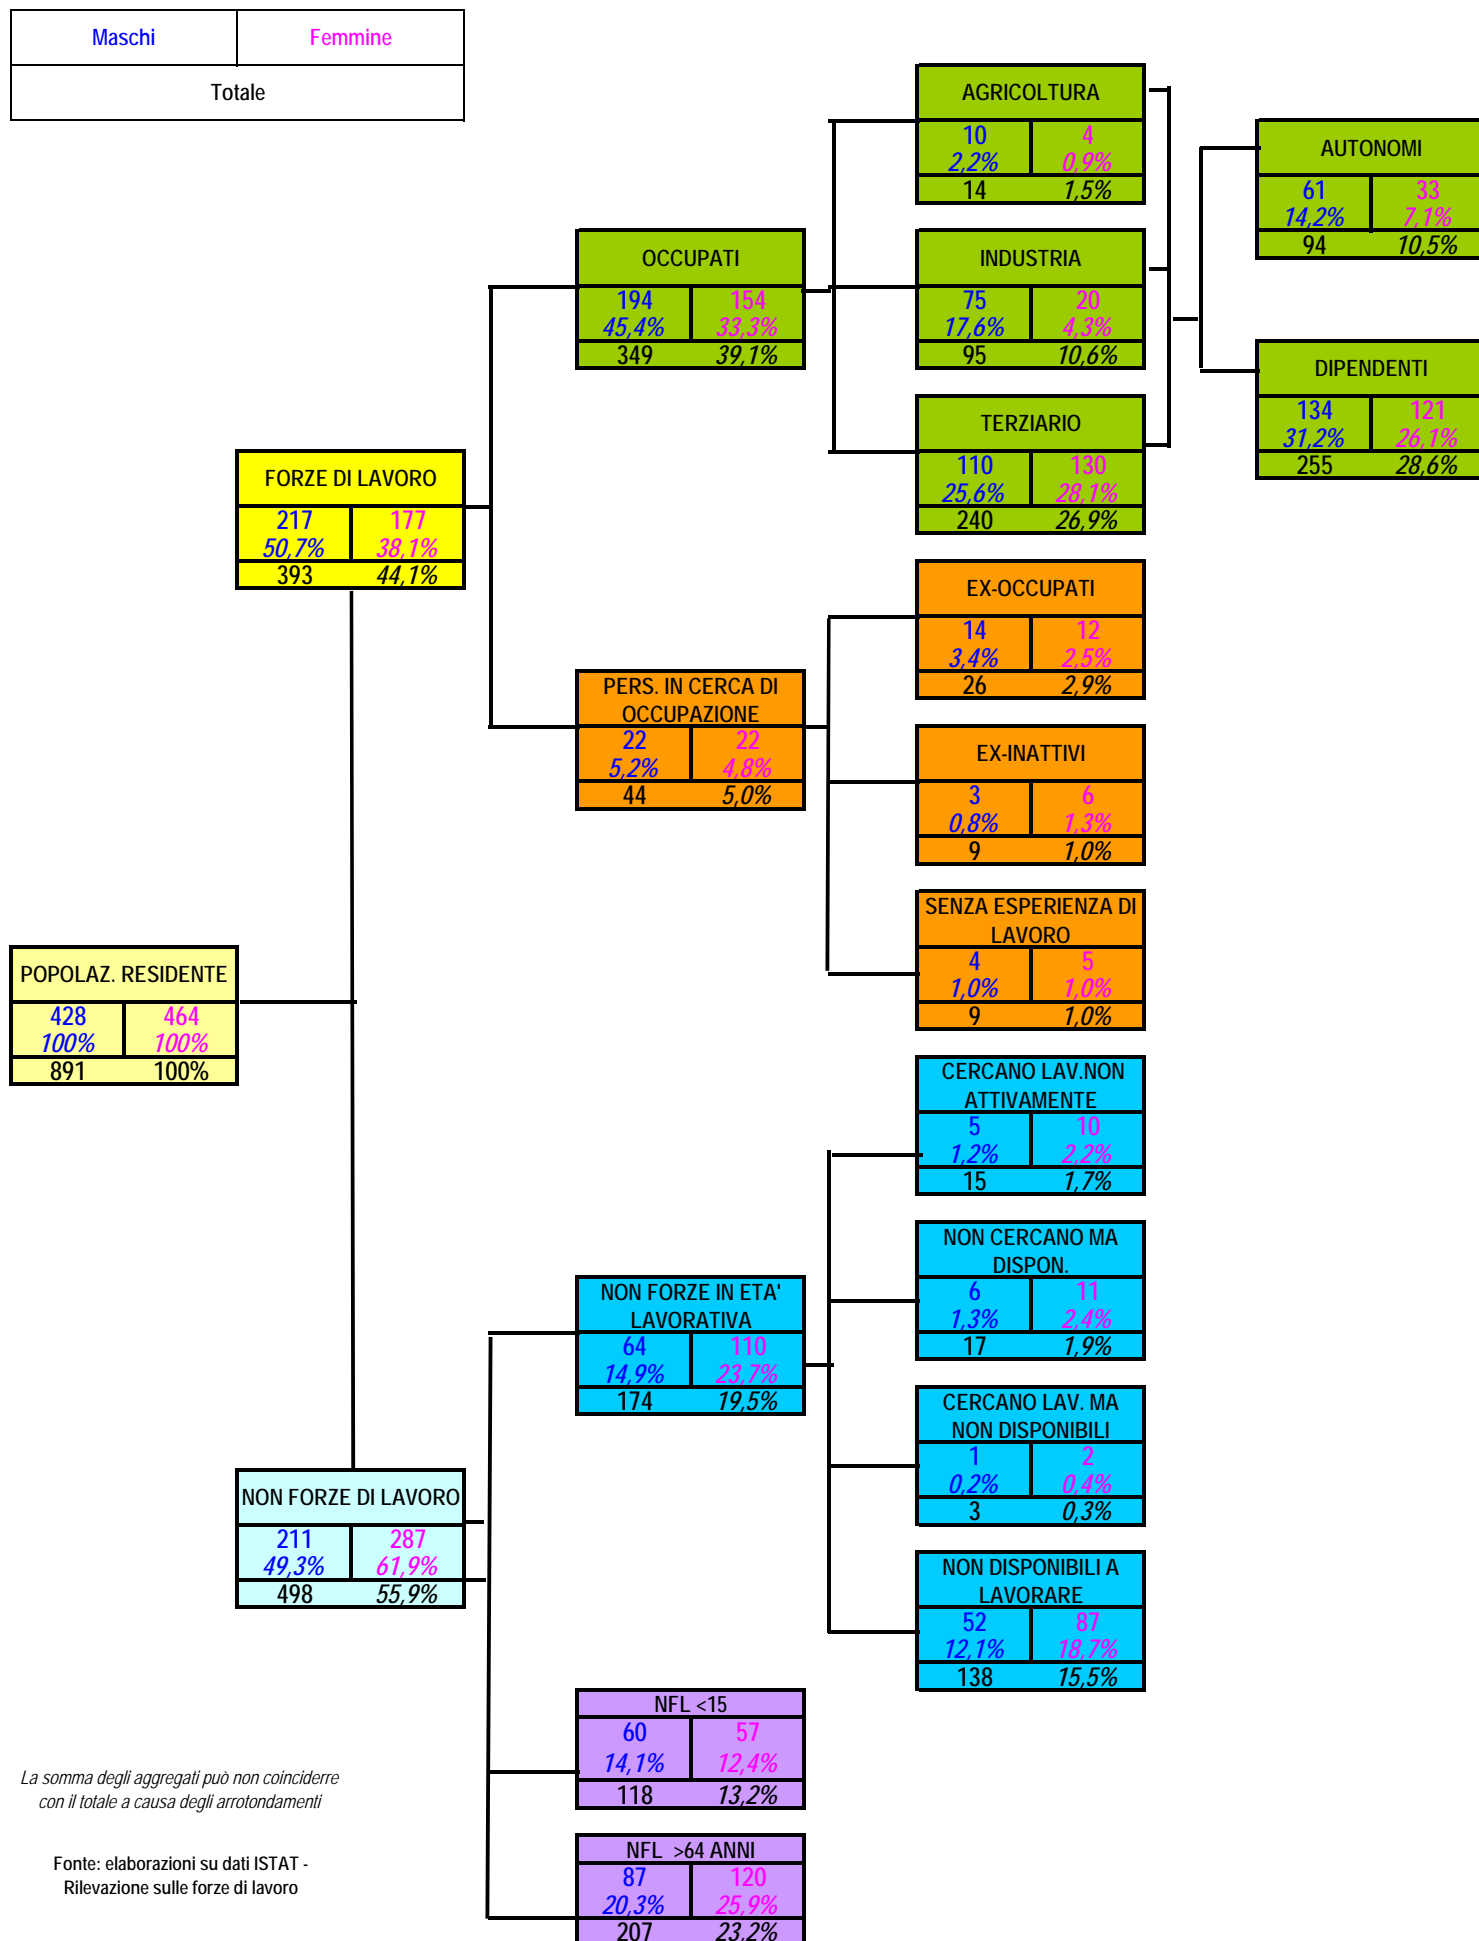 Maschi Femmine
Totale
AGRICOLTURA
10 4
2,2% 0,9%
14 1,5%
AUTONOMI
61 33
14,2% 7,1%
94 10,5%
OCCUPATI
194 154
45,4% 33,3%
349 39,1%
INDUSTRIA
75 20
17,6% 4,3%
95 10,6%
DIPENDENTI
134 121
31,2% 26,1%
255 28,6%
TERZIARIO
110 130
25,6% 28,1%
240 26,9%
FORZE DI LAVORO
217 177
50,7% 38,1%
393 44,1%
EX-OCCUPATI
14 12
3,4% 2,5%
26 2,9%
PERS. IN CERCA DI
OCCUPAZIONE
22 22
5,2% 4,8%
44 5,0%
EX-INATTIVI
3 6
0,8% 1,3%
9 1,0%
SENZA ESPERIENZA DI
LAVORO
4 5
1,0% 1,0%
9 1,0%
POPOLAZ. RESIDENTE
428 464
100% 100%
891 100%
CERCANO LAV.NON
ATTIVAMENTE
5 10
1,2% 2,2%
15 1,7%
NON CERCANO MA
DISPON.
6 11
1,3% 2,4%
17 1,9%
NON FORZE IN ETA'
LAVORATIVA
64 110
14,9% 23,7%
174 19,5%
CERCANO LAV. MA
NON DISPONIBILI
1 2
0,2% 0,4%
3 0,3%
NON FORZE DI LAVORO
211 287
49,3% 61,9%
498 55,9%
NON DISPONIBILI A
LAVORARE
52 87
12,1% 18,7%
138 15,5%
NFL <15
60 57
14,1% 12,4%
118 13,2%
La somma degli aggregati può non coinciderre
con il totale a causa degli arrotondamenti
NFL >64 ANNI
87 120
20,3% 25,9%
207 23,2%
Fonte: elaborazioni su dati ISTAT -
Rilevazione sulle forze di lavoro